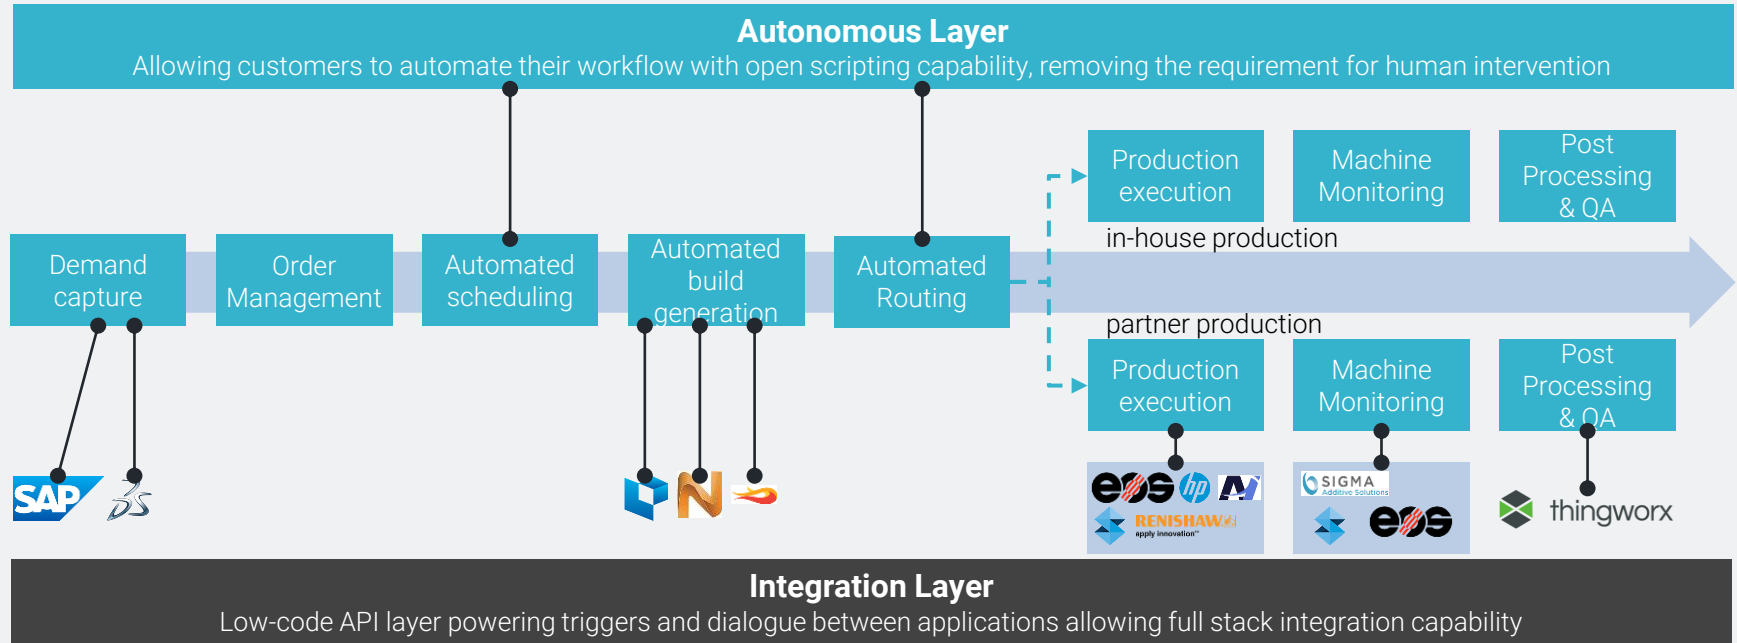 Autonomous Layer
Allowing customers to automate their workflow with open scripting capability, removing the requirement for human intervention
Production
execution
Machine
Monitoring
Post
Processing
& QA
in-house production
Demand
capture
Order
Management
Automated
scheduling
Automated
build
generation
Automated
Routing
partner production
Production
execution
Machine
Monitoring
Post
Processing
& QA
SAP
DS
N
eos
hp
RENISHAW
apply innovation™
SIGMA
Additive Solutions
eos
thingworx
Integration Layer
Low-code API layer powering triggers and dialogue between applications allowing full stack integration capability